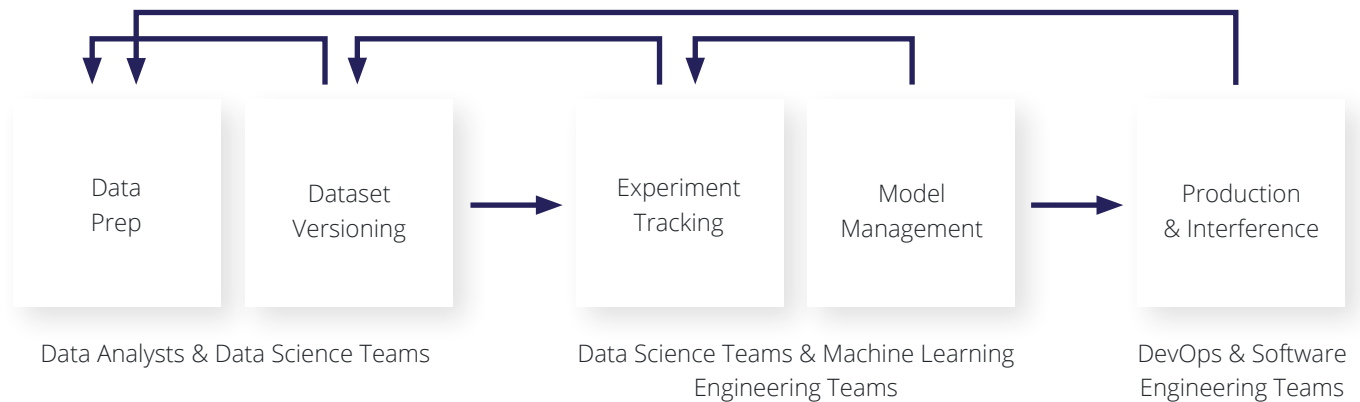 Data
Prep
Dataset
Versioning
Experiment
Tracking
Model
Management
Production
& Interference
Data Analysts & Data Science Teams
Data Science Teams & Machine Learning
Engineering Teams
DevOps & Software
Engineering Teams